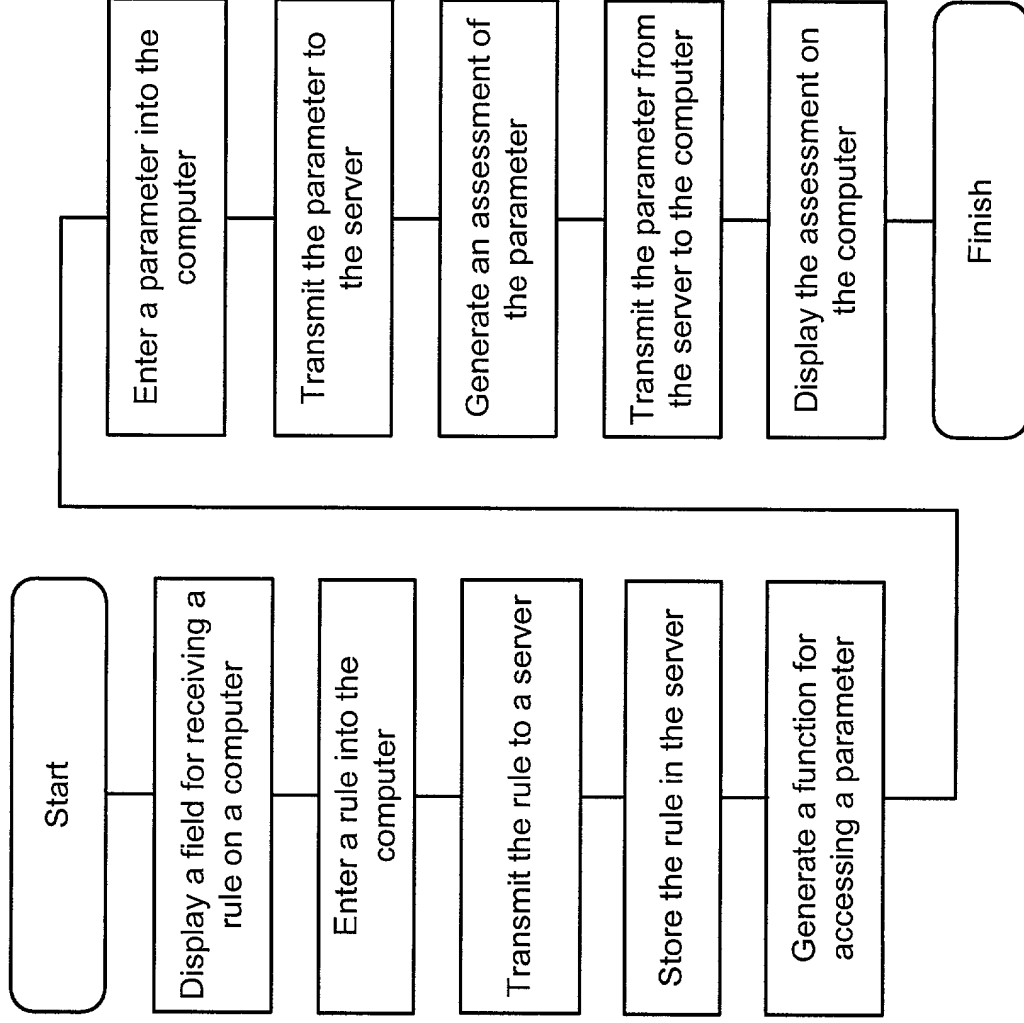 Start
Display a field for receiving a
rule on a computer
Enter a rule into the
computer
Transmit the rule to a server
Store the rule in the server
Generate a function for
accessing a parameter
Enter a parameter into the
computer
Transmit the parameter to
the server
Generate an assessment of
the parameter
Transmit the parameter from
the server to the computer
Display the assessment on
the computer
Finish